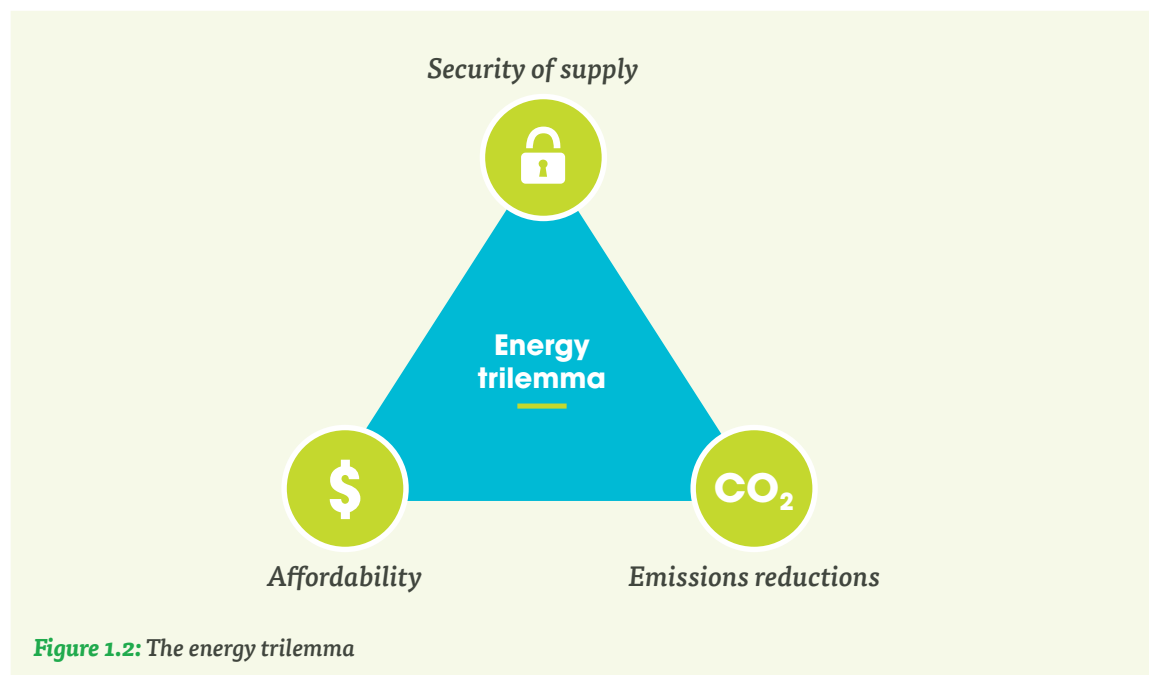 Security of supply
Energy
trilemma
$
CO₂
Affordability
Emissions reductions
Figure 1.2: The energy trilemma